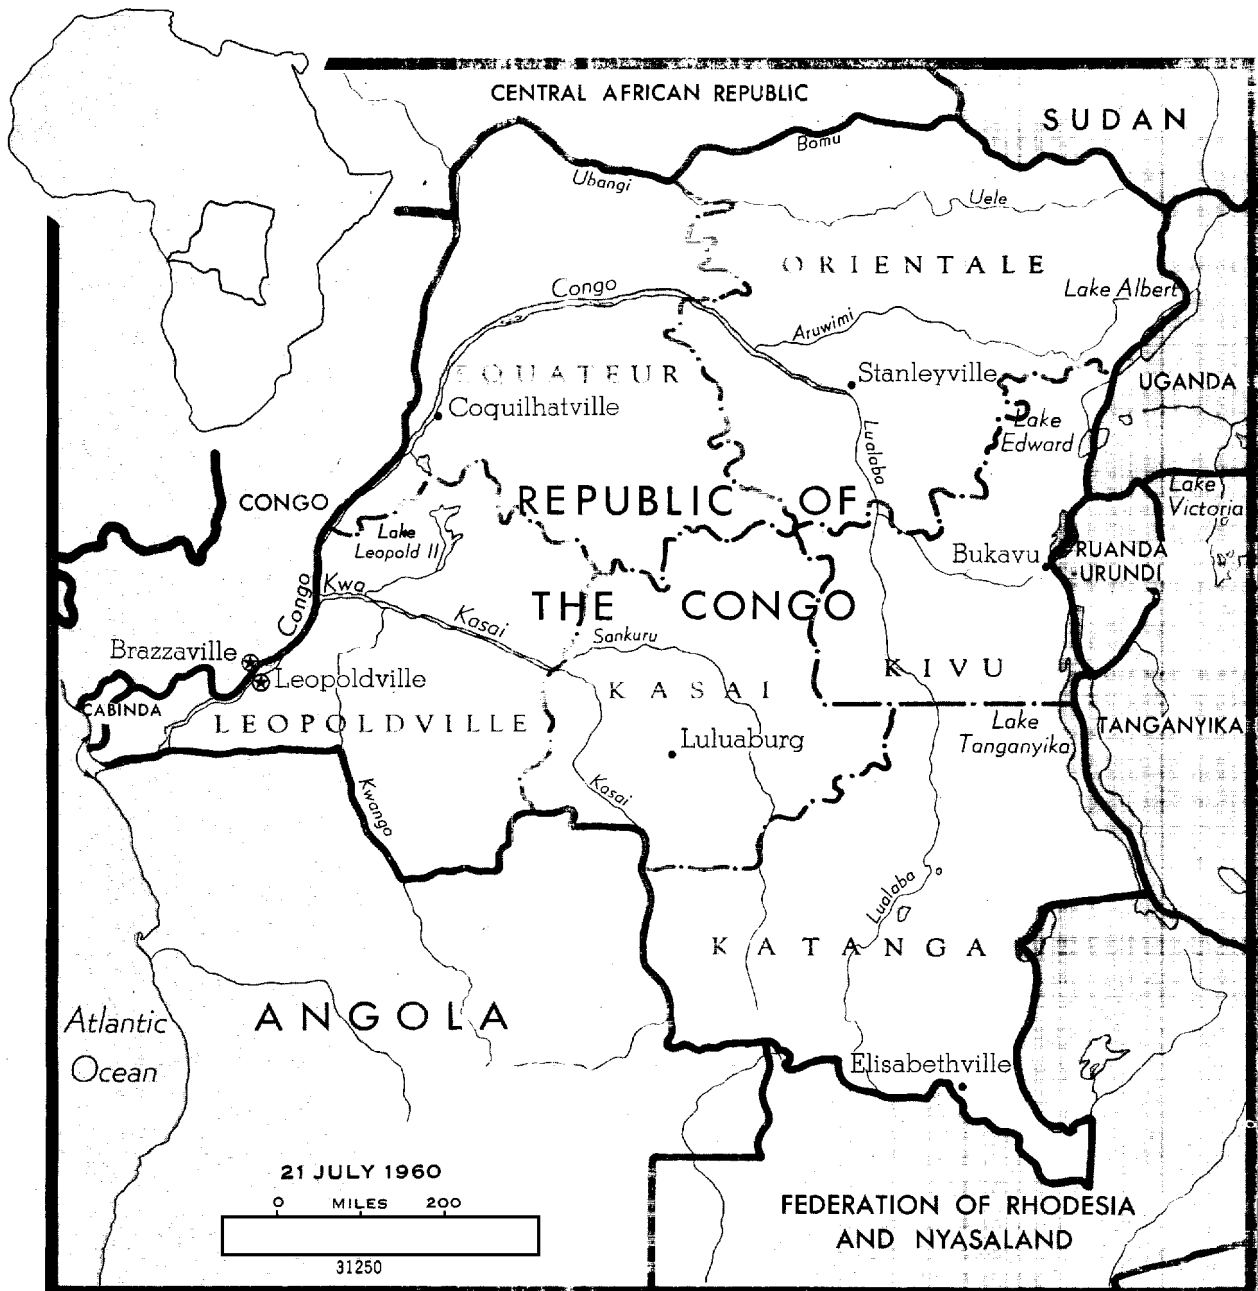 CENTRAL AFRICAN REPUBLIC
SUDAN
Bomu
Ubangi
Uele
ORIENTALE
Congo
Lake Albert
Aruwimi
EQUATEUR
Stanleyville
UGANDA
Coquilhatville
Lake
Edward
Lualaba
CONGO
REPUBLIC OF
Lake
Victoria
Lake
Leopold II
Bukavu
RUANDA
URUNDI
Kwa
Congo
THE CONGO
Kasai
Sankuru
Brazzaville
Leopoldville
KASAI
KIVU
CABINDA
LEOPOLDVILLE
Lake
Tanganyika
TANGANYIKA
Luluaburg
Kwango
Kasai
Lualaba
KATANGA
ANGOLA
Atlantic
Ocean
Elisabethville
21 JULY 1960
0 MILES 200
31250
FEDERATION OF RHODESIA
AND NYASALAND